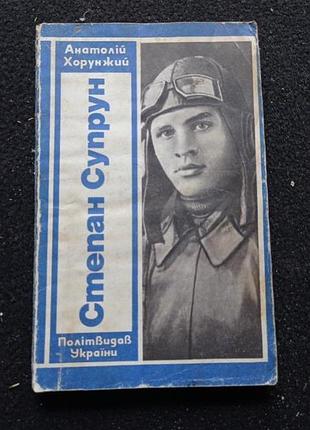 Анатолій
Хорунжий
Степан Супрун
Політвидав
України